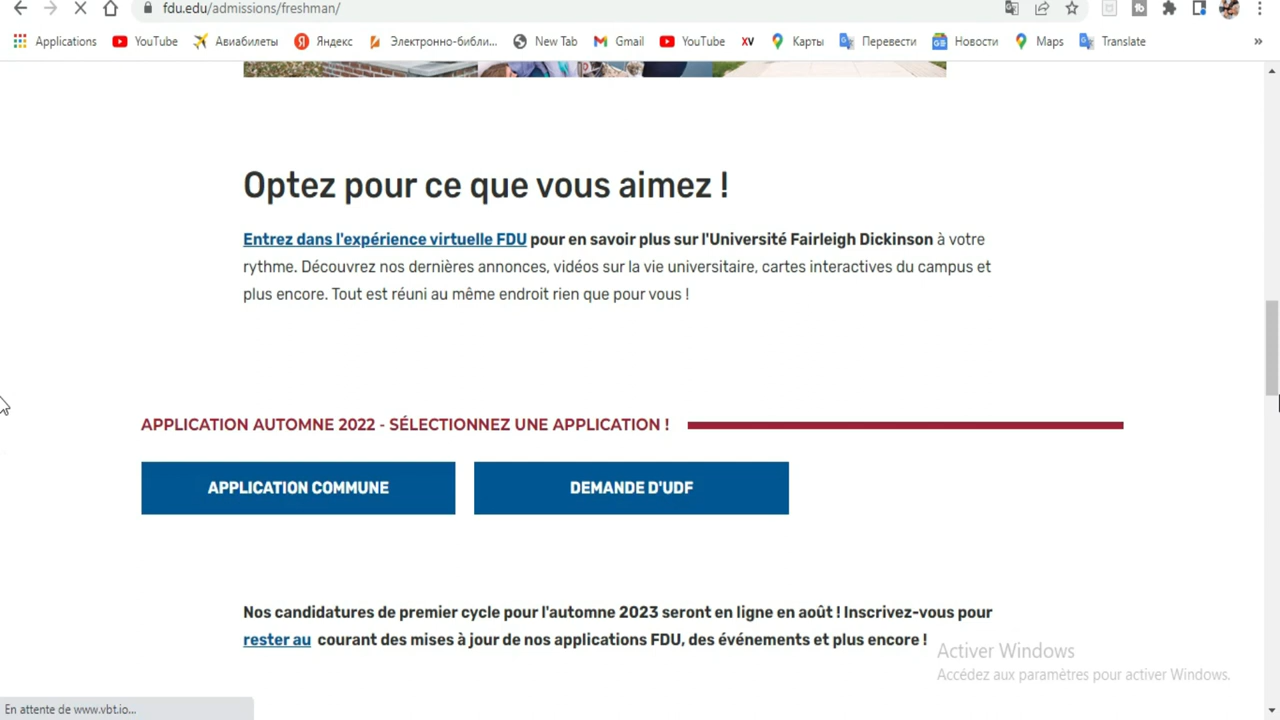 fdu.edu/admissions/freshman/
Applications YouTube Авиабилеты Яндекс Электронно-библи... New Tab Gmail YouTube XV Карты Перевести Новости Maps Translate »
Optez pour ce que vous aimez !
Entrez dans l'expérience virtuelle FDU pour en savoir plus sur l'Université Fairleigh Dickinson à votre
rythme. Découvrez nos dernières annonces, vidéos sur la vie universitaire, cartes interactives du campus et
plus encore. Tout est réuni au même endroit rien que pour vous !
APPLICATION AUTOMNE 2022 - SÉLECTIONNEZ UNE APPLICATION !
APPLICATION COMMUNE DEMANDE D'UDF
Nos candidatures de premier cycle pour l'automne 2023 seront en ligne en août ! Inscrivez-vous pour
rester au courant des mises à jour de nos applications FDU, des événements et plus encore !
Activer Windows
Accédez aux paramètres pour activer Windows.
En attente de www.vbt.io...